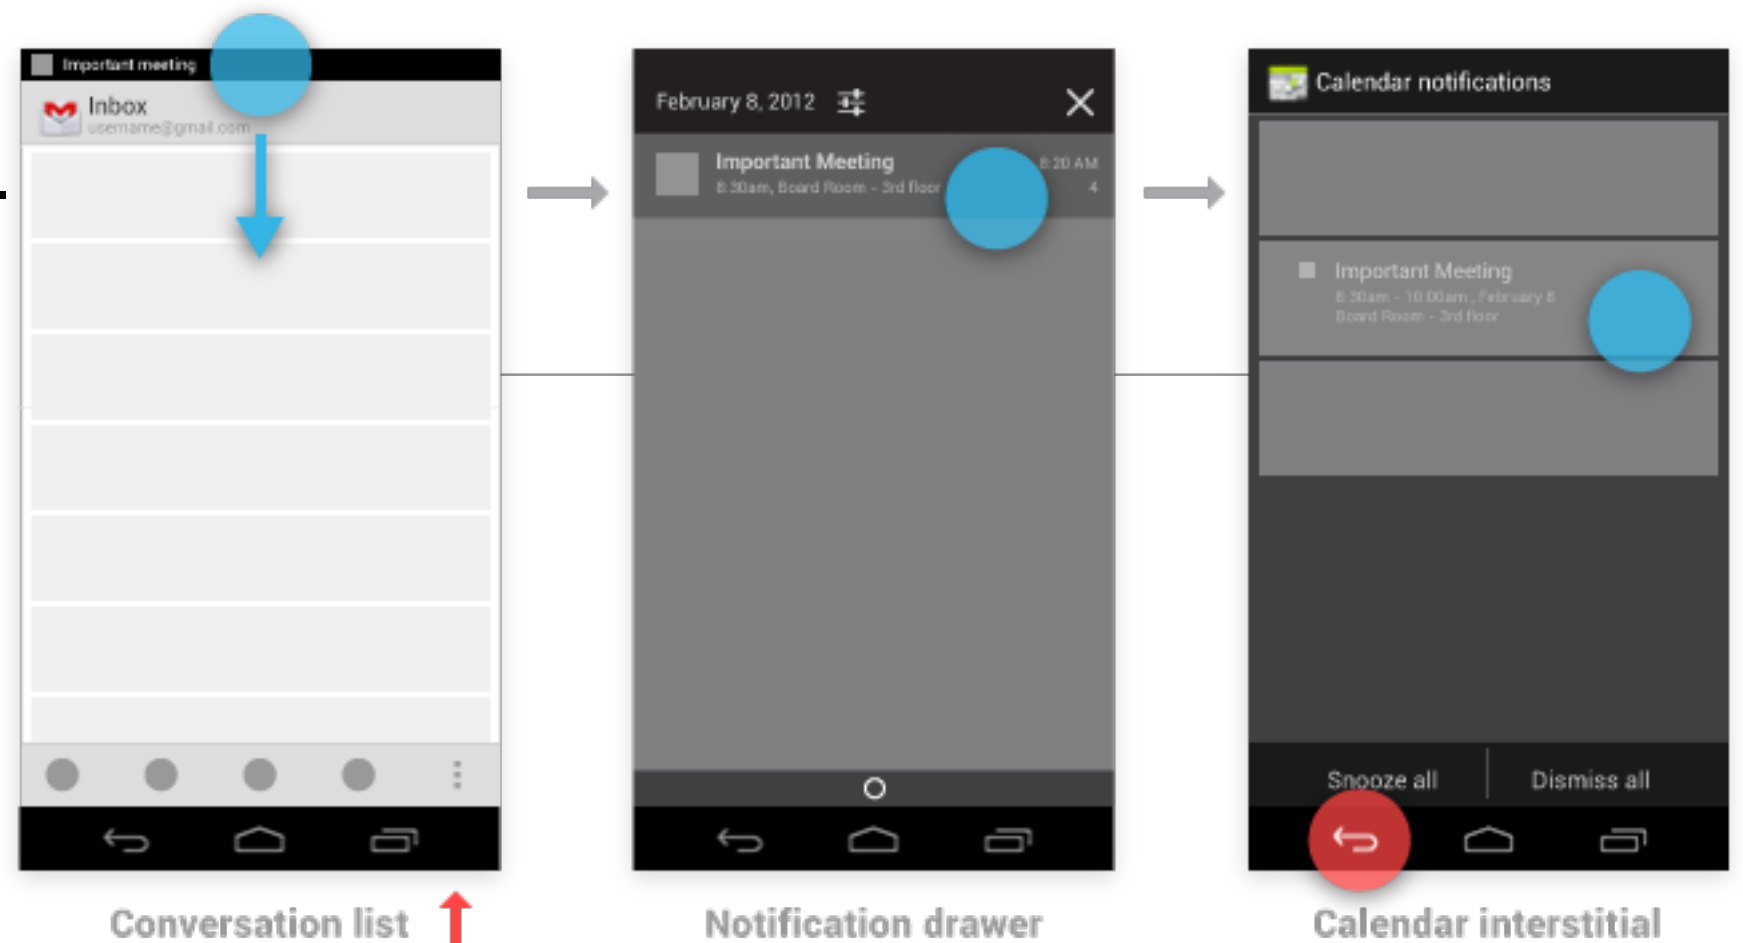 Important meeting
Inbox
username@gmail.com
February 8, 2012
Important Meeting
8:20 AM
8:30am, Board Room - 3rd floor
4
Calendar notifications
Important Meeting
8:30am - 10:00am, February 8
Board Room - 3rd floor
Snooze all
Dismiss all
Conversation list
Notification drawer
Calendar interstitial